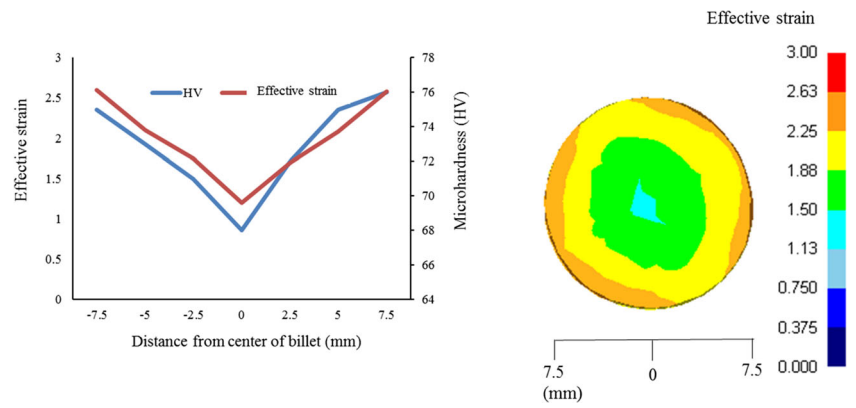 Effective strain
3
2.5
2
1.5
1
0.5
0
HV
Effective strain
78
76
74
72
70
68
66
64
Microhardness (HV)
-7.5 -5 -2.5 0 2.5 5 7.5
Distance from center of billet (mm)
Effective strain
3.00
2.63
2.25
1.88
1.50
1.13
0.750
0.375
0.000
7.5 0 7.5
(mm)